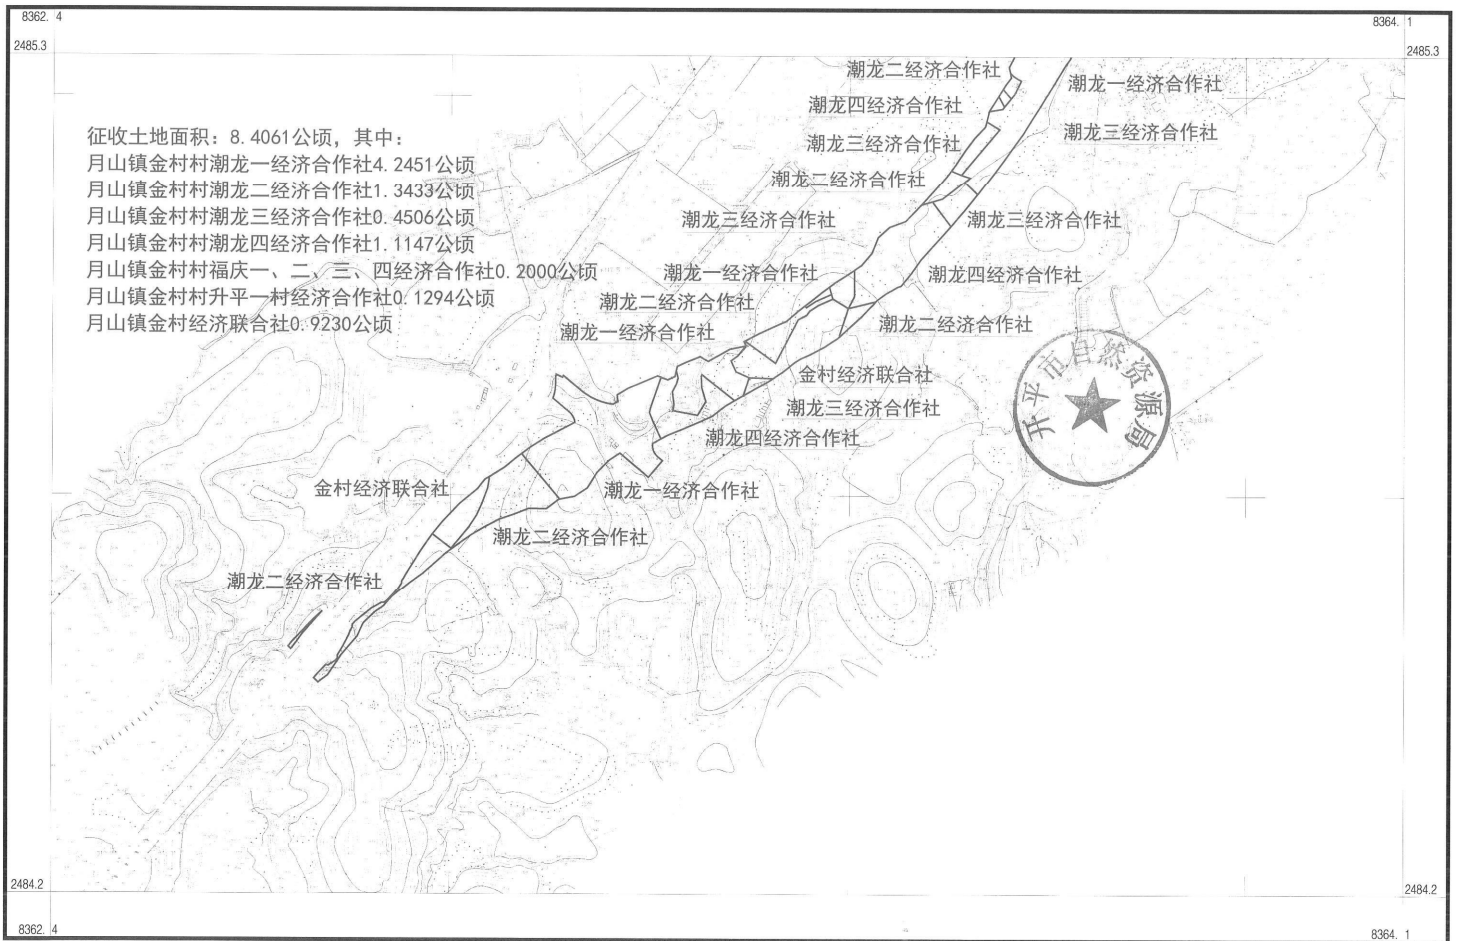 8362. 4
8364. 1
2485.3
2485.3
潮龙二经济合作社
潮龙一经济合作社
潮龙四经济合作社
征收土地面积：8.4061公顷，其中：
潮龙三经济合作社
潮龙三经济合作社
月山镇金村村潮龙一经济合作社4.2451公顷
潮龙二经济合作社
月山镇金村村潮龙二经济合作社1.3433公顷
月山镇金村村潮龙三经济合作社0.4506公顷
潮龙三经济合作社
潮龙三经济合作社
月山镇金村村潮龙四经济合作社1.1147公顷
月山镇金村村福庆一、二、三、四经济合作社0.2000公顷
潮龙一经济合作社
潮龙四经济合作社
月山镇金村村升平一村经济合作社0.1294公顷
潮龙二经济合作社
月山镇金村经济联合社0.9230公顷
潮龙二经济合作社
潮龙一经济合作社
金村经济联合社
潮龙三经济合作社
开平市自然资源局
潮龙四经济合作社
金村经济联合社
潮龙一经济合作社
潮龙二经济合作社
潮龙二经济合作社
2484.2
2484.2
8362. 4
8364. 1